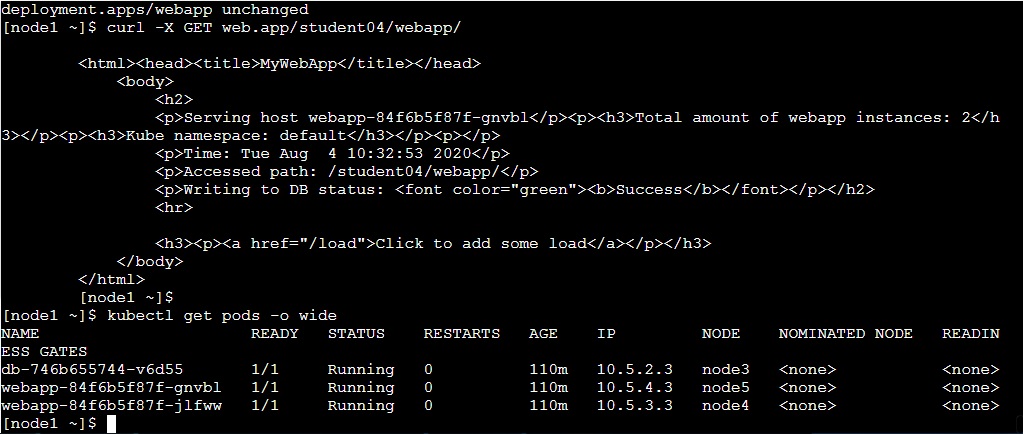 deployment.apps/webapp unchanged
[node1 ~]$ curl -X GET web.app/student04/webapp/
<html><head><title>MyWebApp</title></head>
<body>
<h2>
<p>Serving host webapp-84f6b5f87f-gnvbl</p><p><h3>Total amount of webapp instances: 2</h
3></p><p><h3>Kube namespace: default</h3></p><p></p>
<p>Time: Tue Aug  4 10:32:53 2020</p>
<p>Accessed path: /student04/webapp/</p>
<p>Writing to DB status: <font color="green"><b>Success</b></font></p></h2>
<hr>
<h3><p><a href="/load">Click to add some load</a></p></h3>
</body>
</html>
[node1 ~]$
[node1 ~]$ kubectl get pods -o wide
NAME READY STATUS RESTARTS AGE IP NODE NOMINATED NODE READIN
ESS GATES
db-746b655744-v6d55 1/1 Running 0 110m 10.5.2.3 node3 <none> <none>
webapp-84f6b5f87f-gnvbl 1/1 Running 0 110m 10.5.4.3 node5 <none> <none>
webapp-84f6b5f87f-jlfww 1/1 Running 0 110m 10.5.3.3 node4 <none> <none>
[node1 ~]$